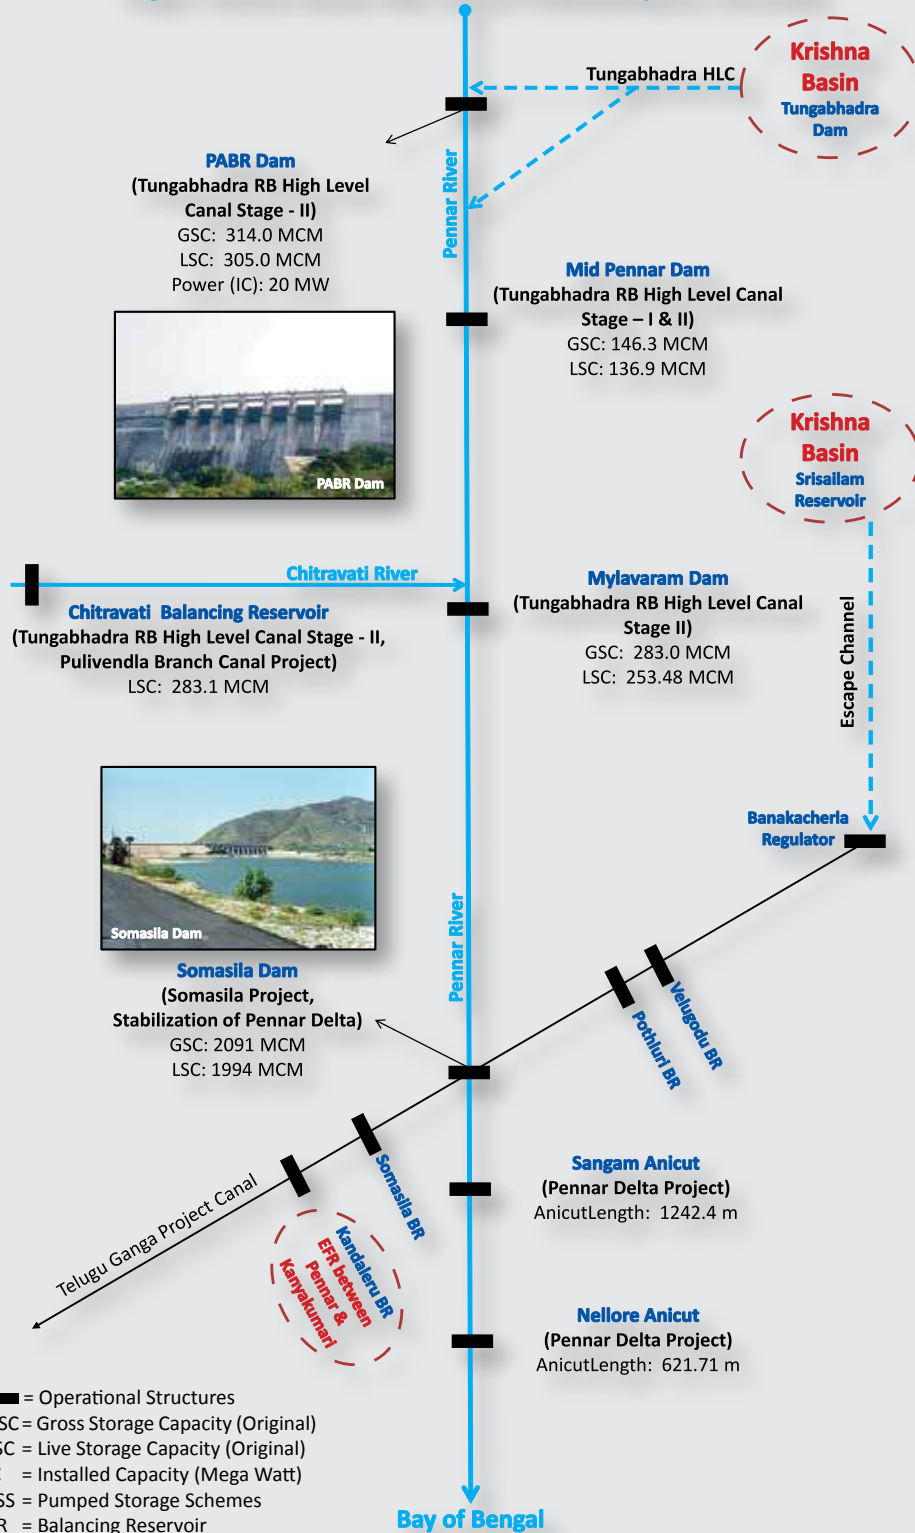 Tungabhadra HLC
Krishna
Basin
Tungabhadra
Dam
PABR Dam
(Tungabhadra RB High Level
Canal Stage - II)
GSC: 314.0 MCM
LSC: 305.0 MCM
Power (IC): 20 MW
Pennar River
Mid Pennar Dam
(Tungabhadra RB High Level Canal
Stage – I & II)
GSC: 146.3 MCM
LSC: 136.9 MCM
PABR Dam
Krishna
Basin
Srisailam
Reservoir
Chitravati River
Chitravati Balancing Reservoir
(Tungabhadra RB High Level Canal Stage - II,
Pulivendla Branch Canal Project)
LSC: 283.1 MCM
Mylavaram Dam
(Tungabhadra RB High Level Canal
Stage II)
GSC: 283.0 MCM
LSC: 253.48 MCM
Escape Channel
Banakacherla
Regulator
Somasila Dam
Pennar River
Somasila Dam
(Somasila Project,
Stabilization of Pennar Delta)
GSC: 2091 MCM
LSC: 1994 MCM
Velugodu BR
Pothluri BR
Somasila BR
Sangam Anicut
(Pennar Delta Project)
AnicutLength: 1242.4 m
Telugu Ganga Project Canal
Kandaleru BR
EFR between
Pennar &
Kanyakumari
Nellore Anicut
(Pennar Delta Project)
AnicutLength: 621.71 m
= Operational Structures
SC = Gross Storage Capacity (Original)
SC = Live Storage Capacity (Original)
= Installed Capacity (Mega Watt)
SS = Pumped Storage Schemes
R = Balancing Reservoir
Bay of Bengal